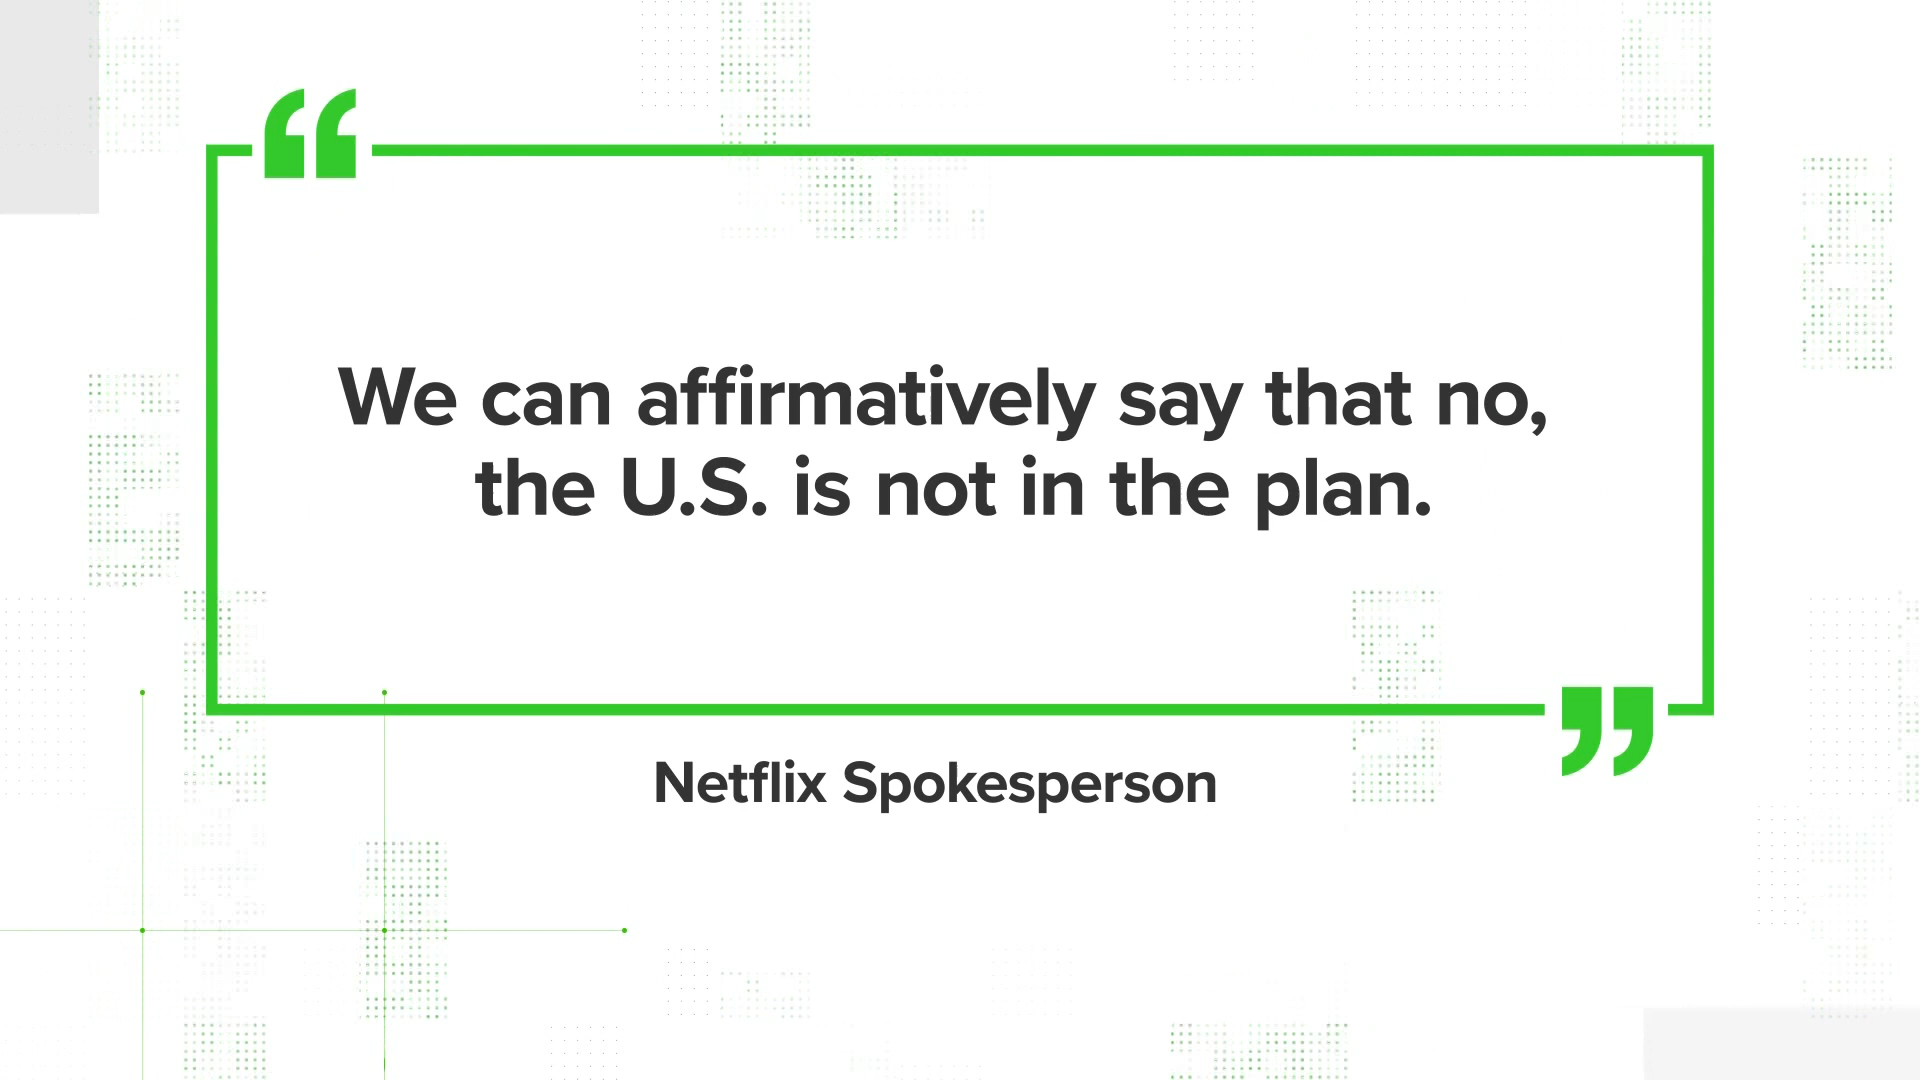 “
We can affirmatively say that no,
the U.S. is not in the plan.
”
Netflix Spokesperson